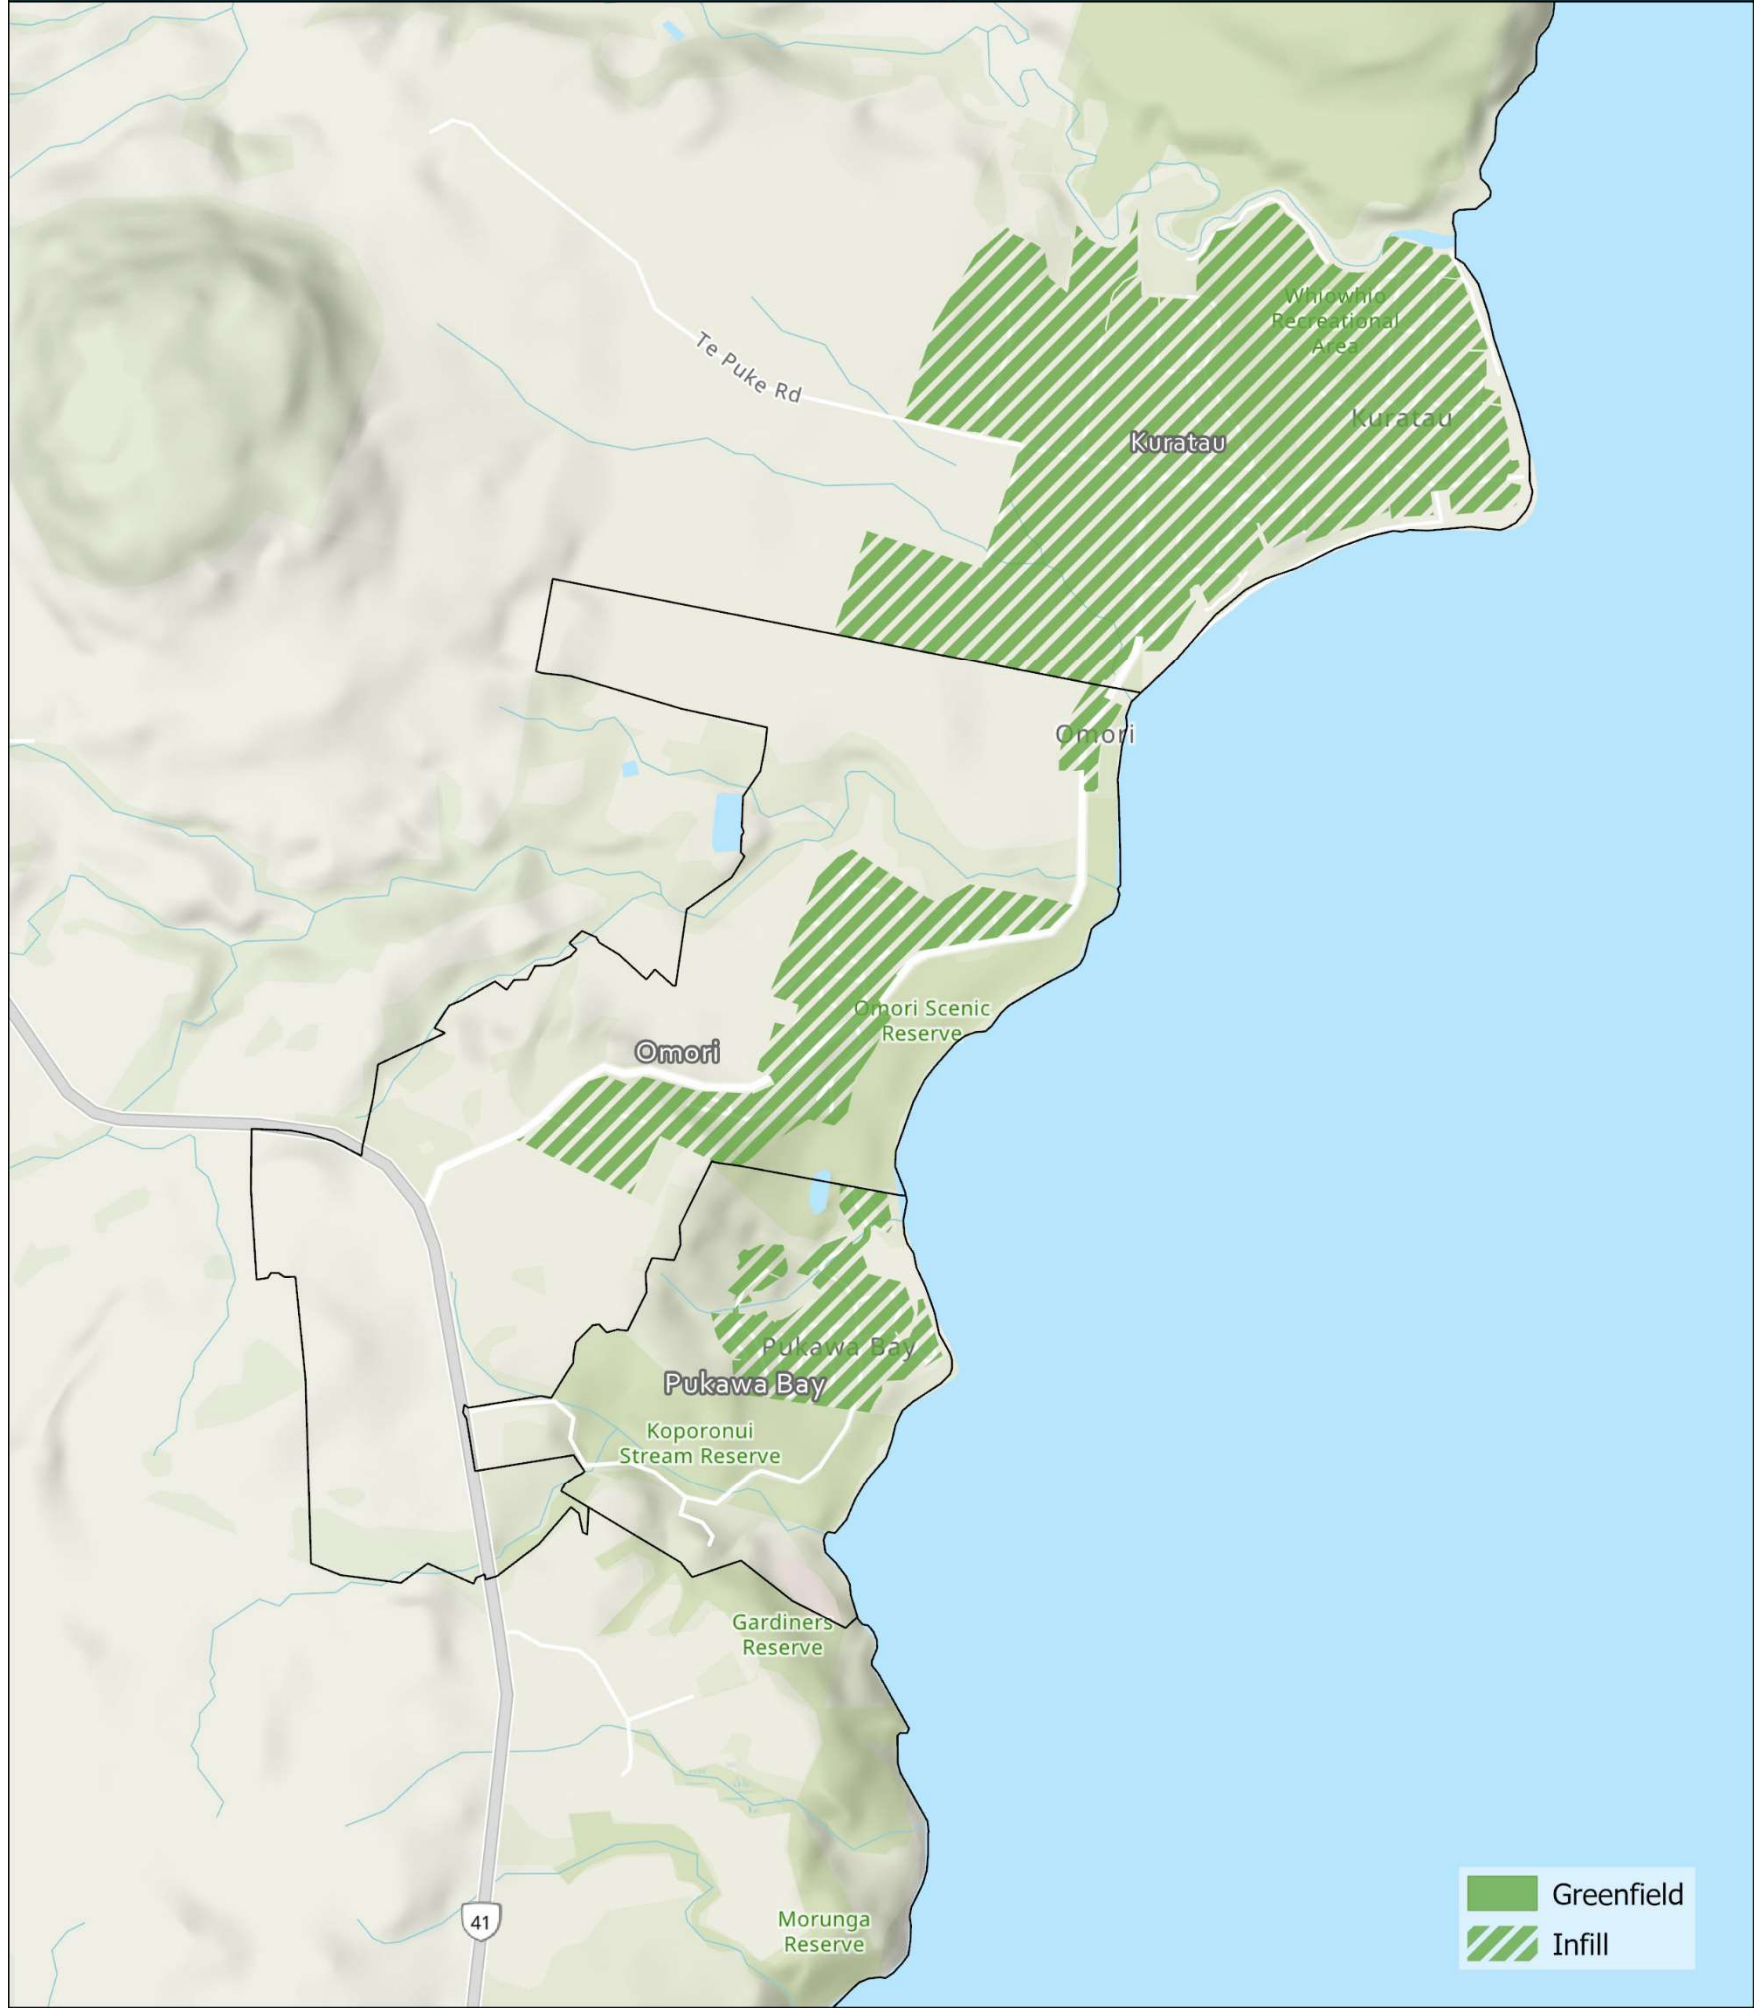 Whiowhio
Recreational
Area
Te Puke Rd
Kuratau
Kuratau
Omori
Omori Scenic
Reserve
Omori
Pukawa Bay
Pukawa Bay
Koporonui
Stream Reserve
Gardiners
Reserve
41
Morunga
Reserve
Greenfield
Infill